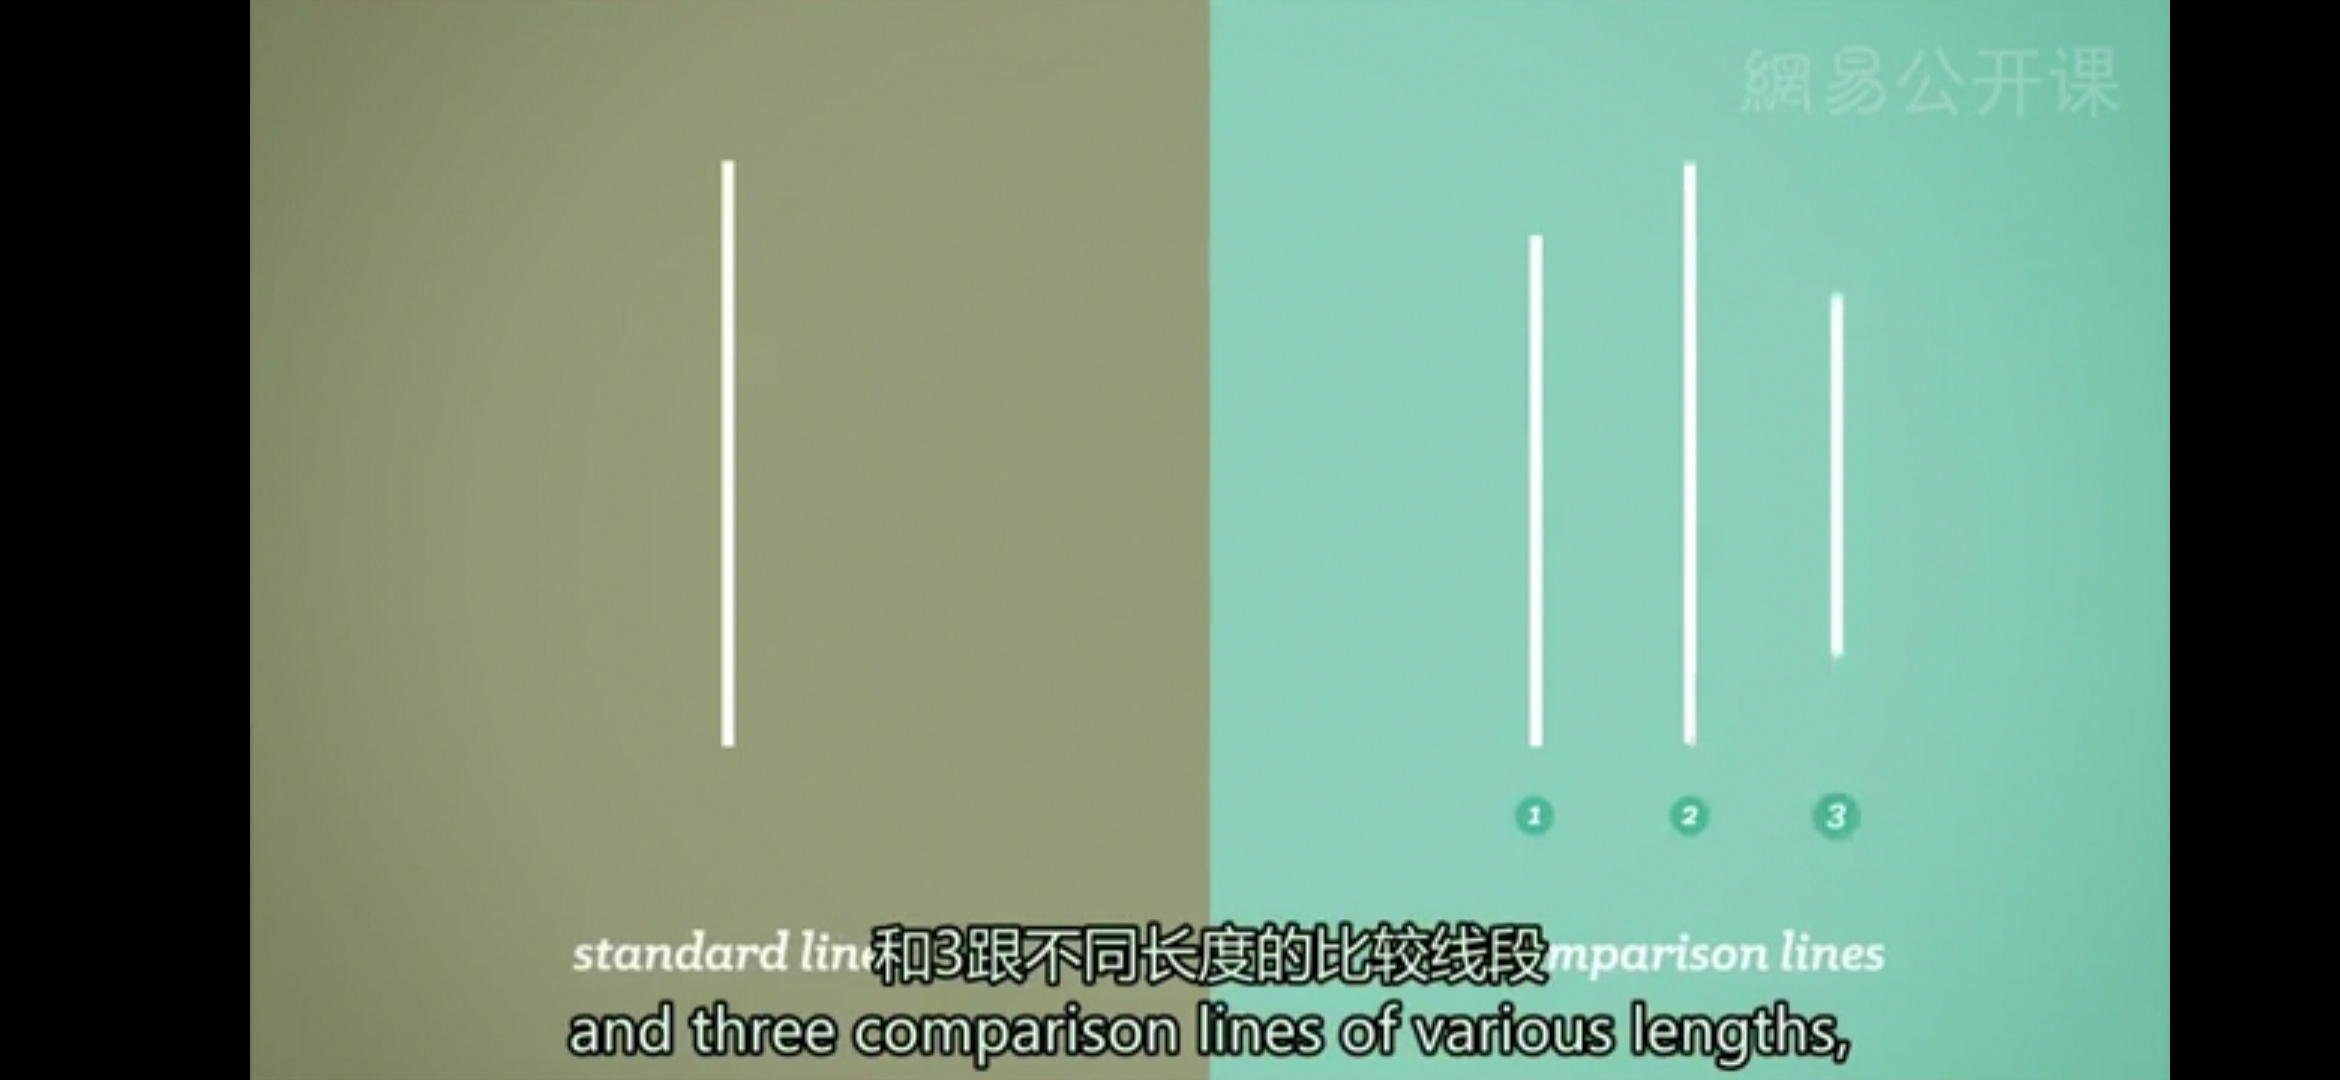 網易公开课
1
2
3
standard line
mparison lines
和3跟不同长度的比较线段
and three comparison lines of various lengths,